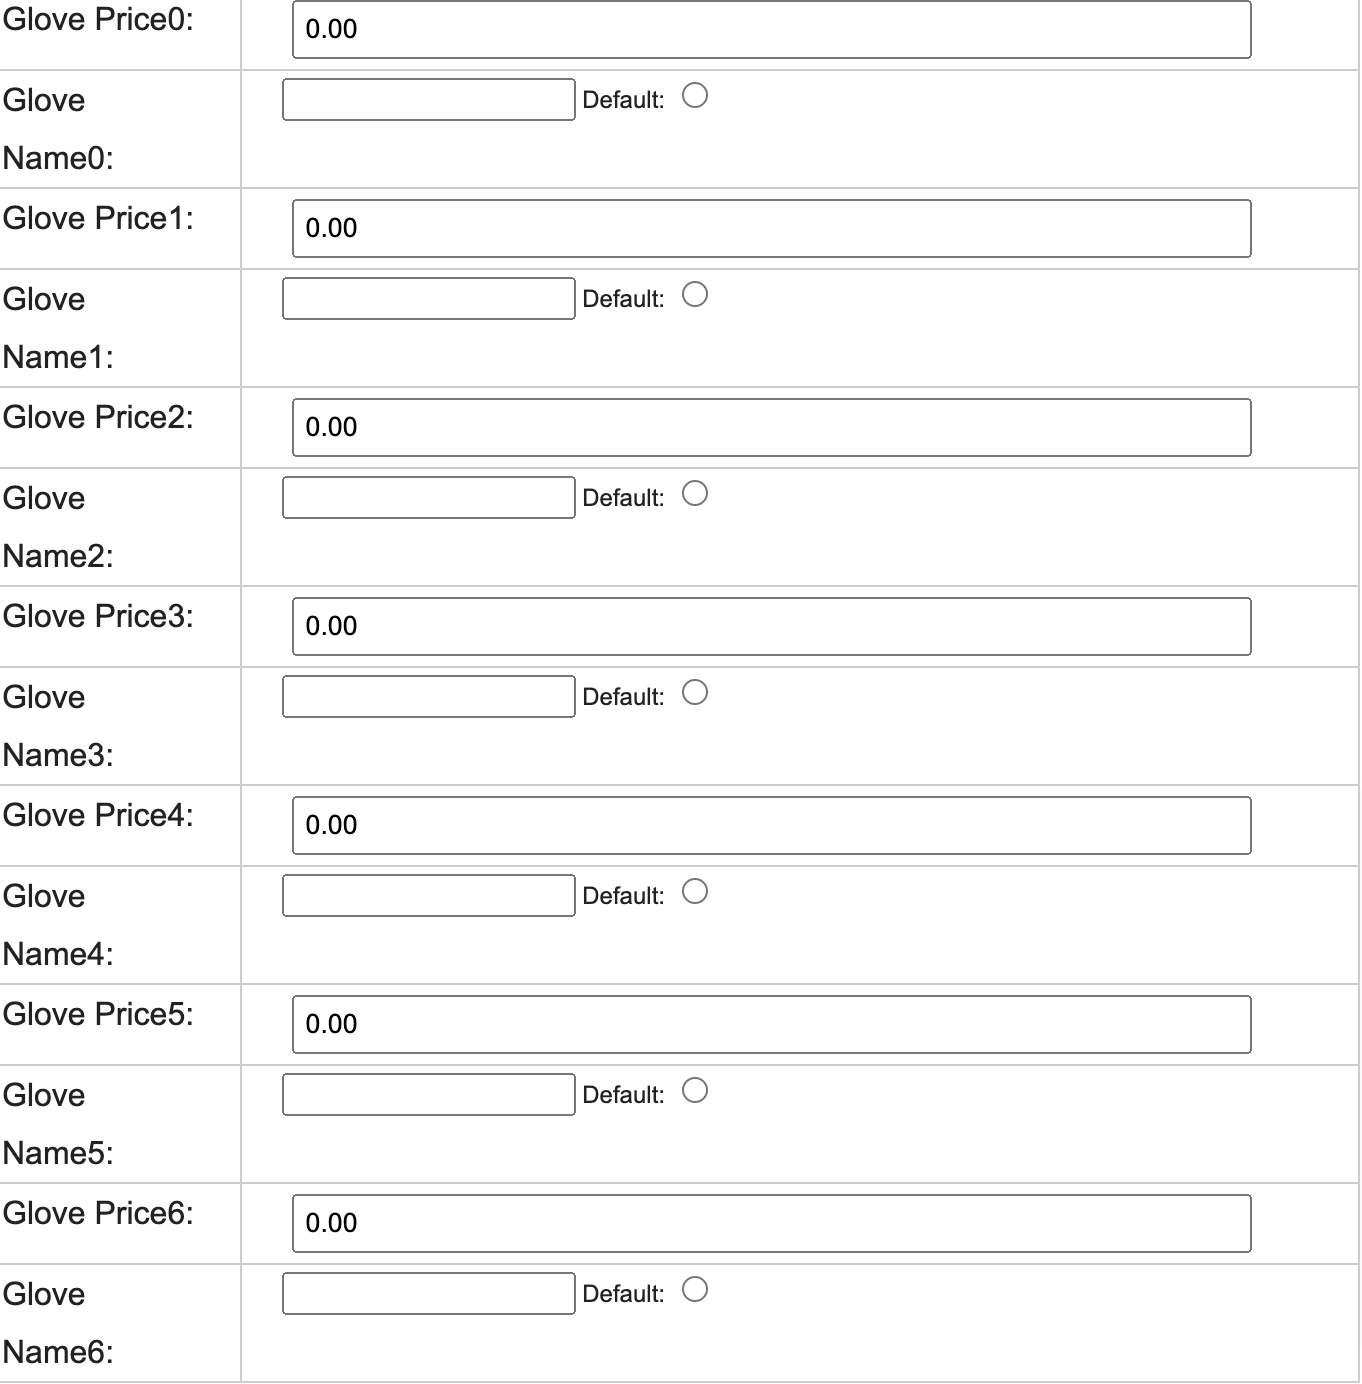 Glove Price0: 0.00
Glove Default:
Name0:
Glove Price1: 0.00
Glove Default:
Name1:
Glove Price2: 0.00
Glove Default:
Name2:
Glove Price3: 0.00
Glove Default:
Name3:
Glove Price4: 0.00
Glove Default:
Name4:
Glove Price5: 0.00
Glove Default:
Name5:
Glove Price6: 0.00
Glove Default:
Name6: